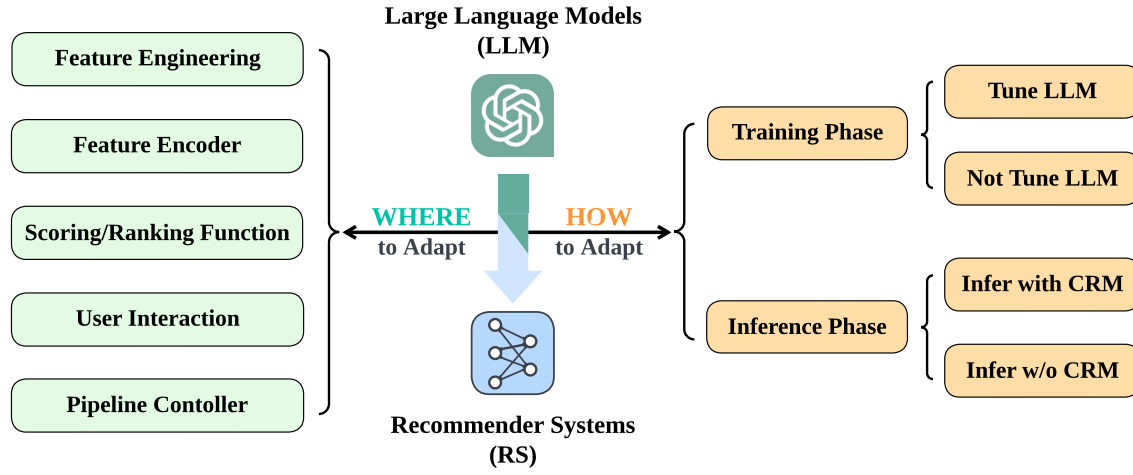 Large Language Models
(LLM)
Feature Engineering
Feature Encoder
Scoring/Ranking Function
User Interaction
Pipeline Contoller
WHERE
to Adapt
HOW
to Adapt
Training Phase
Tune LLM
Not Tune LLM
Inference Phase
Infer with CRM
Infer w/o CRM
Recommender Systems
(RS)